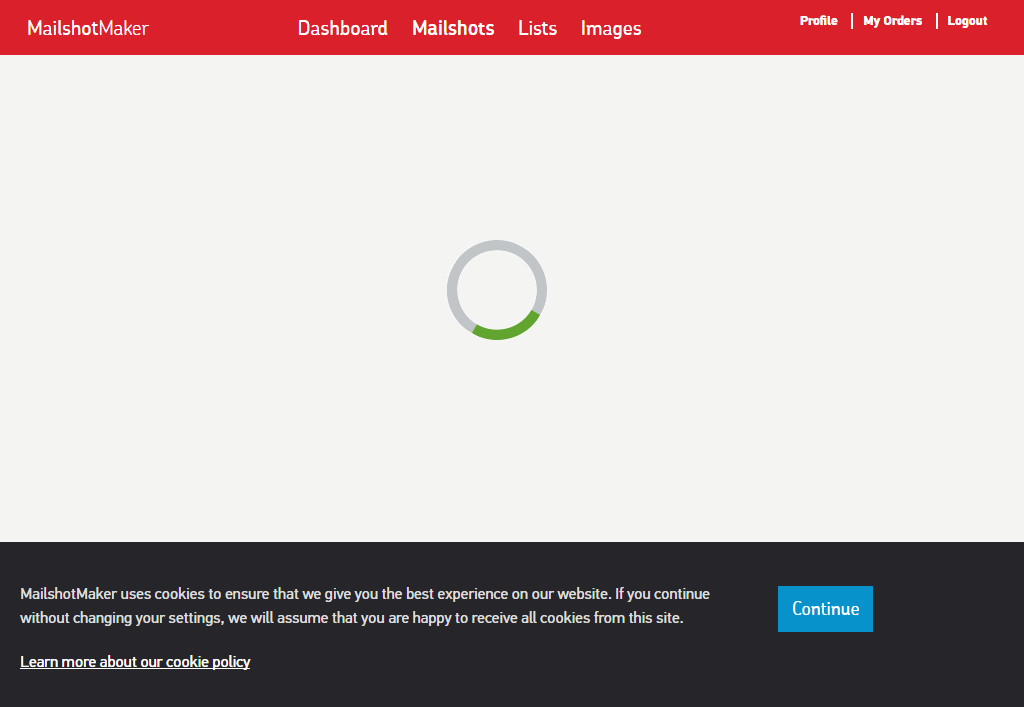 MailshotMaker
Dashboard Mailshots Lists Images
Profile My Orders Logout
MailshotMaker uses cookies to ensure that we give you the best experience on our website. If you continue
without changing your settings, we will assume that you are happy to receive all cookies from this site.
Continue
Learn more about our cookie policy